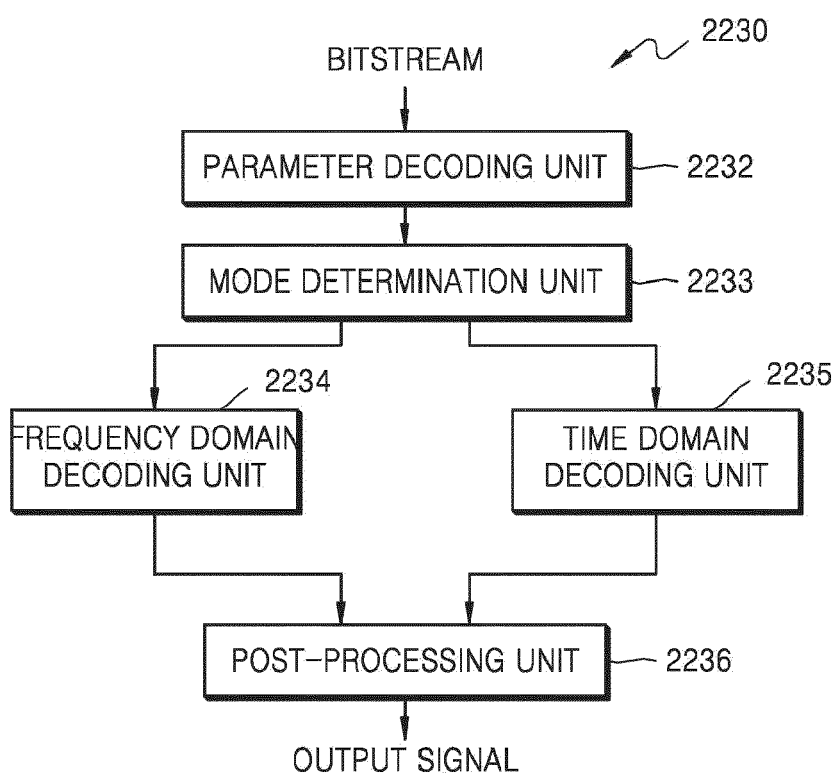 2230
BITSTREAM
PARAMETER DECODING UNIT
2232
MODE DETERMINATION UNIT
2233
2234
2235
FREQUENCY DOMAIN
DECODING UNIT
TIME DOMAIN
DECODING UNIT
POST-PROCESSING UNIT
2236
OUTPUT SIGNAL